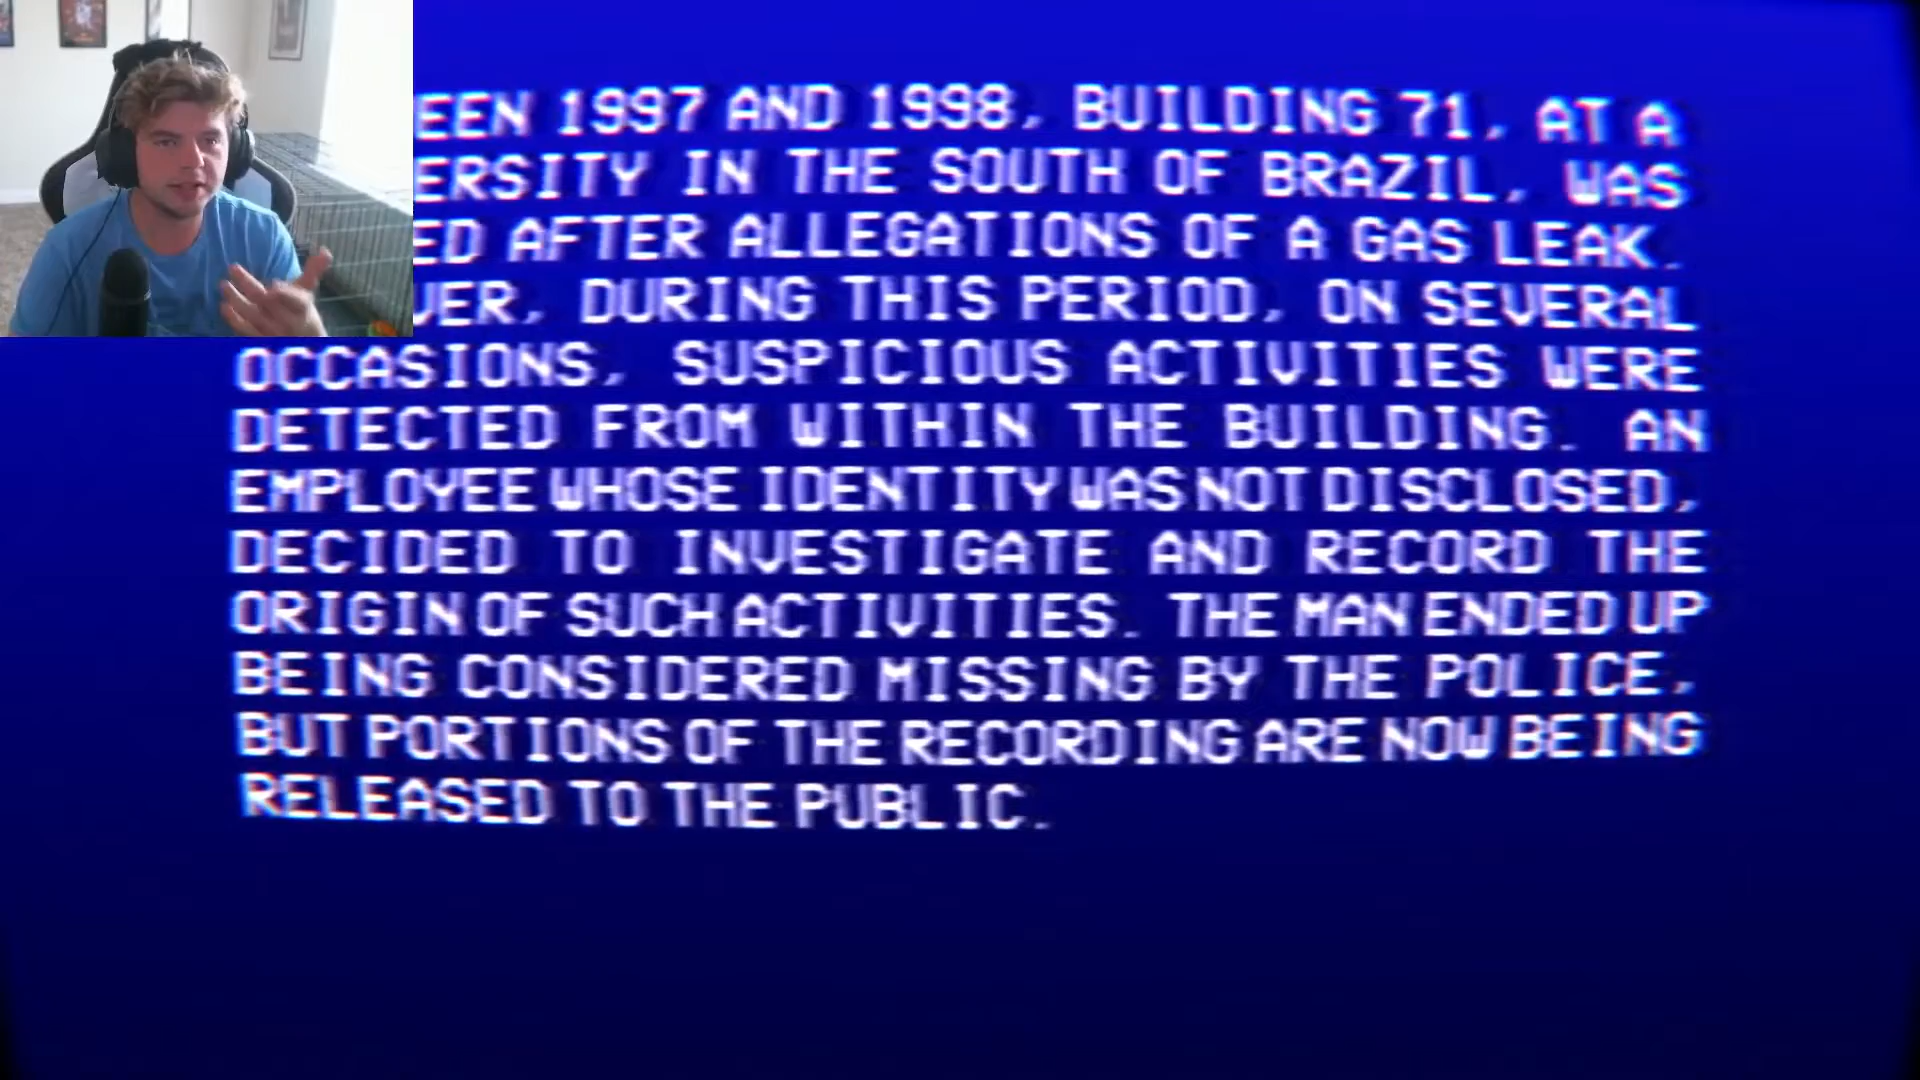 EEN 1997 AND 1998, BUILDING 71, AT A
ERSITY IN THE SOUTH OF BRAZIL, WAS
ED AFTER ALLEGATIONS OF A GAS LEAK.
VER, DURING THIS PERIOD, ON SEVERAL
OCCASIONS, SUSPICIOUS ACTIVITIES WERE
DETECTED FROM WITHIN THE BUILDING. AN
EMPLOYEE WHOSE IDENTITY WAS NOT DISCLOSED,
DECIDED TO INVESTIGATE AND RECORD THE
ORIGIN OF SUCH ACTIVITIES. THE MAN ENDED UP
BEING CONSIDERED MISSING BY THE POLICE,
BUT PORTIONS OF THE RECORDING ARE NOW BEING
RELEASED TO THE PUBLIC.